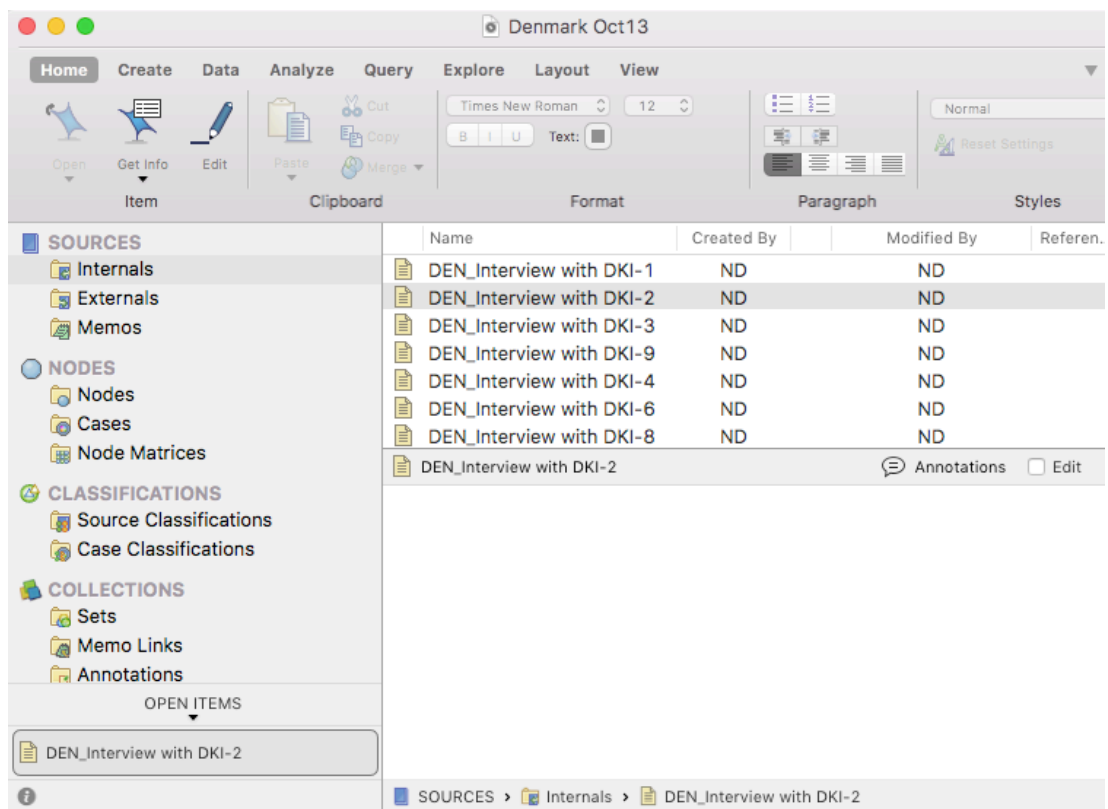 Denmark Oct13
Home Create Data Analyze Query Explore Layout View
Open Get Info Edit Paste Cut Copy Merge Times New Roman 12 B I U Text: Normal Reset Settings
Item Clipboard Format Paragraph Styles
SOURCES
Internals
Externals
Memos
NODES
Nodes
Cases
Node Matrices
CLASSIFICATIONS
Source Classifications
Case Classifications
COLLECTIONS
Sets
Memo Links
Annotations
OPEN ITEMS
DEN_Interview with DKI-2
Name Created By Modified By Referen..
DEN_Interview with DKI-1 ND ND
DEN_Interview with DKI-2 ND ND
DEN_Interview with DKI-3 ND ND
DEN_Interview with DKI-9 ND ND
DEN_Interview with DKI-4 ND ND
DEN_Interview with DKI-6 ND ND
DEN_Interview with DKI-8 ND ND
DEN_Interview with DKI-2 Annotations Edit
SOURCES › Internals › DEN_Interview with DKI-2